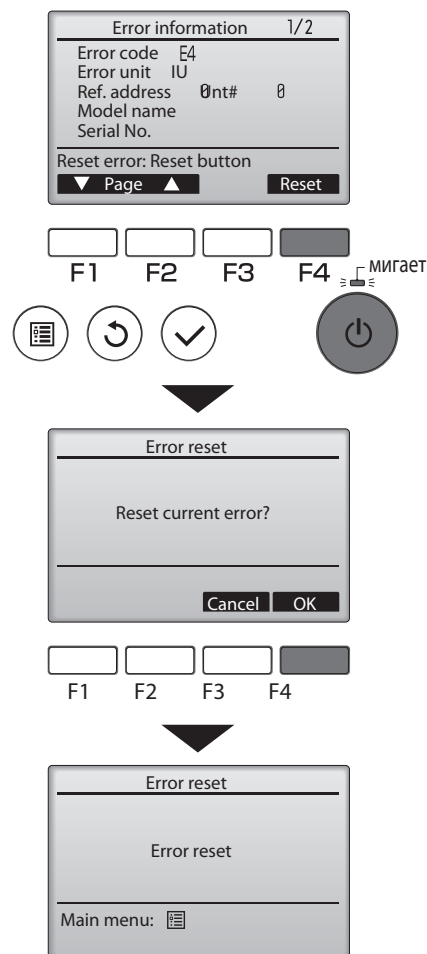 Error information 1/2
Error code E4
Error unit IU
Ref. address 0 Unt# 0
Model name
Serial No.
Reset error: Reset button
▼ Page ▲ Reset
F1 F2 F3 F4 мигает
Error reset
Reset current error?
Cancel OK
F1 F2 F3 F4
Error reset
Error reset
Main menu: